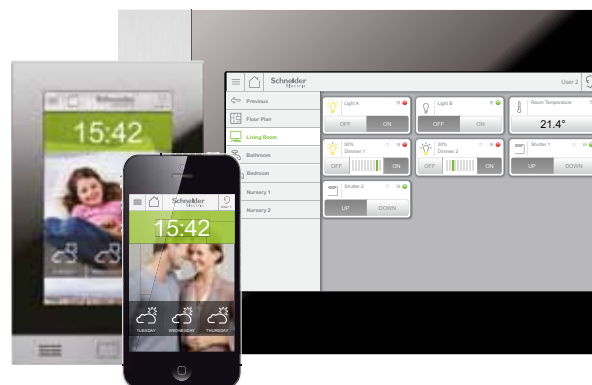 Schneider
Electric
User 2
Previous
Floor Plan
Living Room
Bathroom
Bedroom
Nursery 1
Nursery 2
Light A
OFF ON
Light B
OFF ON
Room Temperature
21.4°
90%
Dimmer 1
OFF ON
30%
Dimmer 2
OFF ON
Shutter 1
UP DOWN
Shutter 2
UP DOWN
15:42
TUESDAY
Schneider
15:42
TUESDAY WEDNESDAY THURSDAY